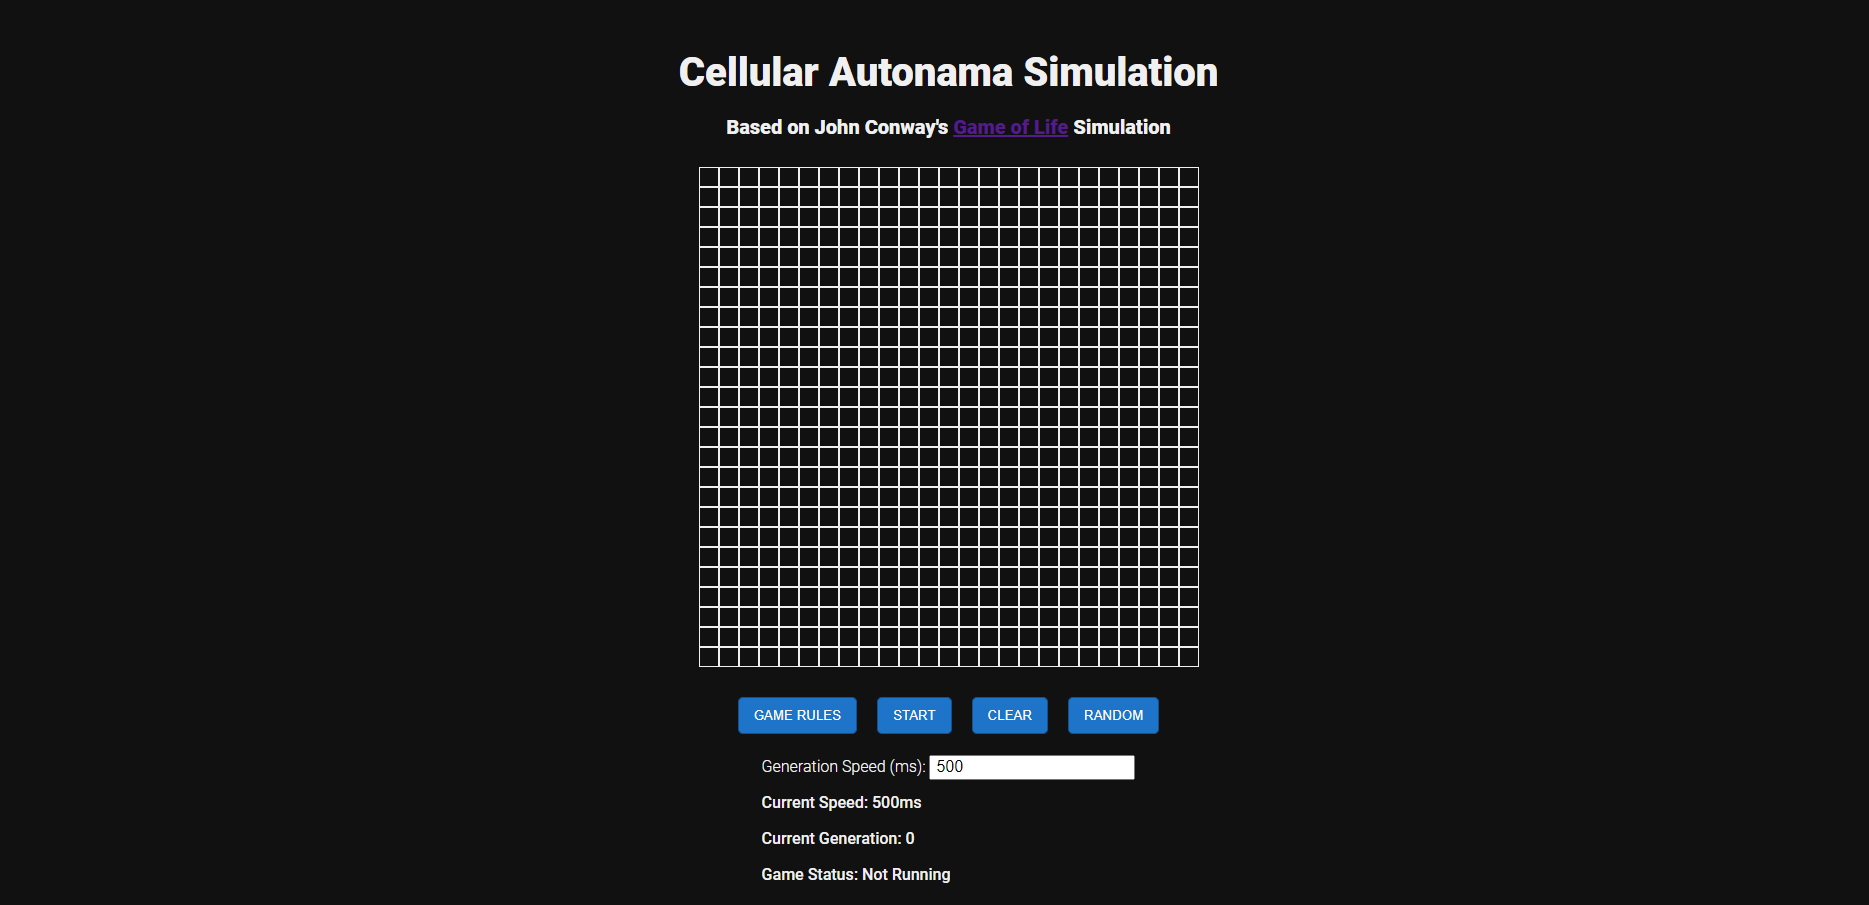 Cellular Autonama Simulation
Based on John Conway's Game of Life Simulation
GAME RULES
START
CLEAR
RANDOM
Generation Speed (ms): 500
Current Speed: 500ms
Current Generation: 0
Game Status: Not Running